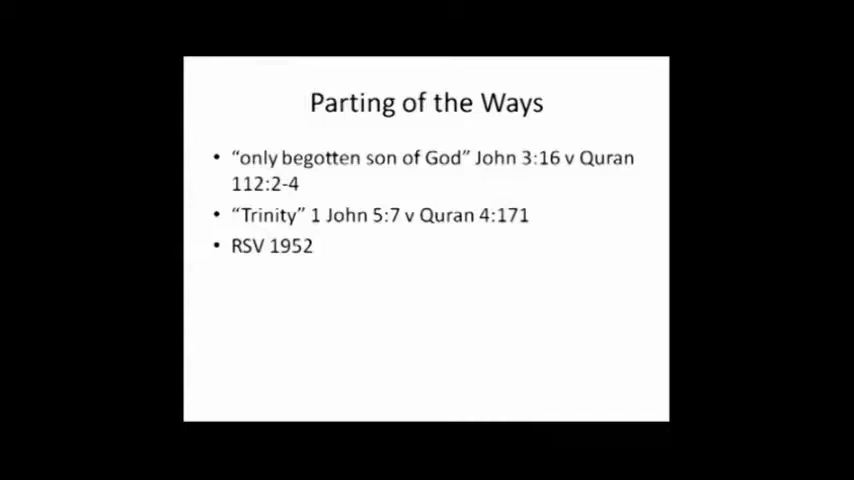 Parting of the Ways
• “only begotten son of God” John 3:16 v Quran
112:2-4
• “Trinity” 1 John 5:7 v Quran 4:171
• RSV 1952